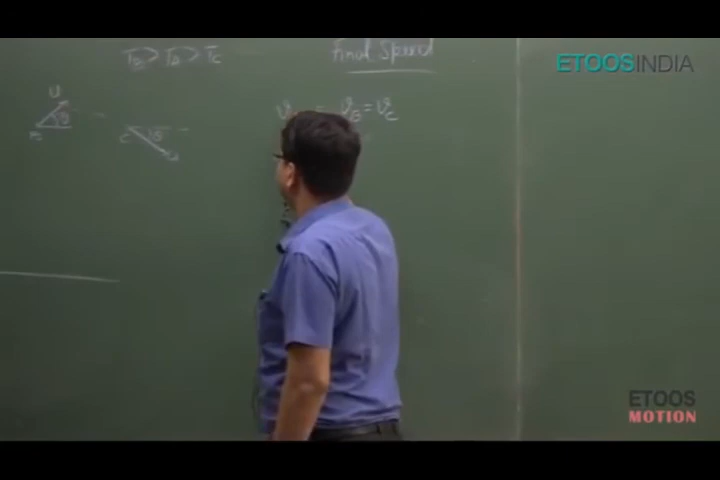 T_B > T_A > T_C
Final Speed
ETOOSINDIA
U
B
C
= V_B = V_C
ETOOS
MOTION